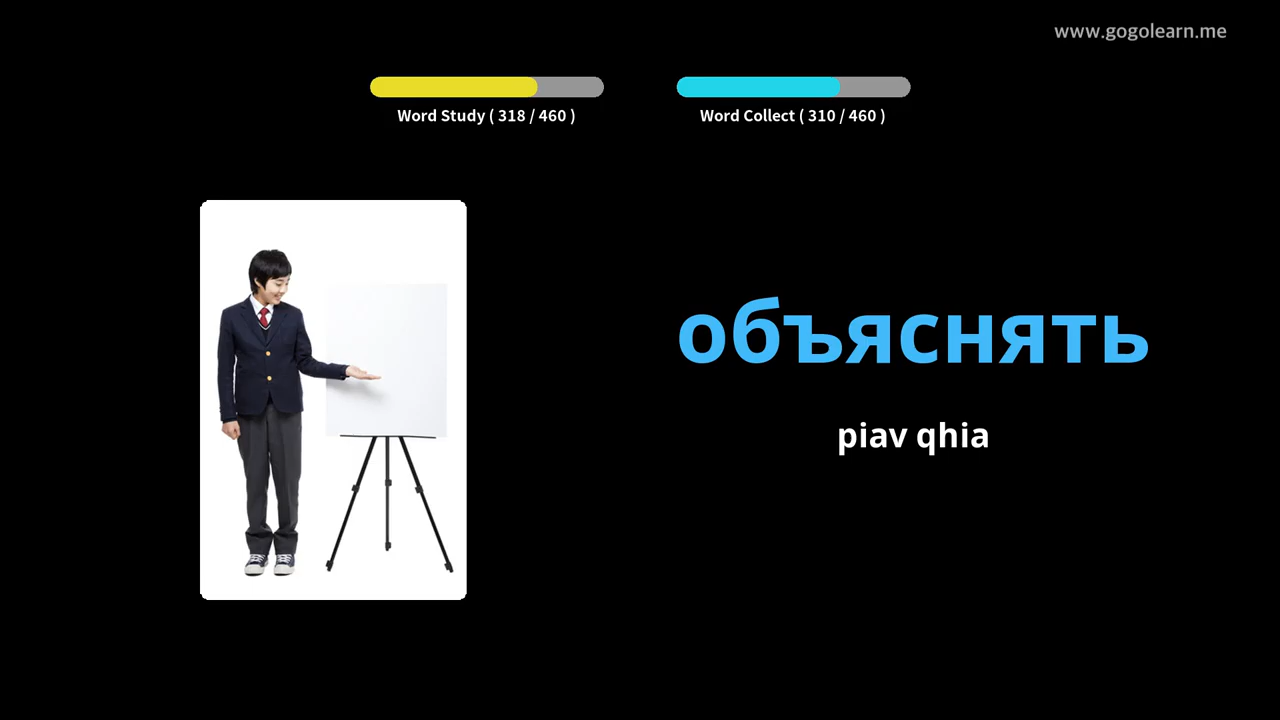 www.gogolearn.me
Word Study ( 318 / 460 )
Word Collect ( 310 / 460 )
объяснять
piav qhia